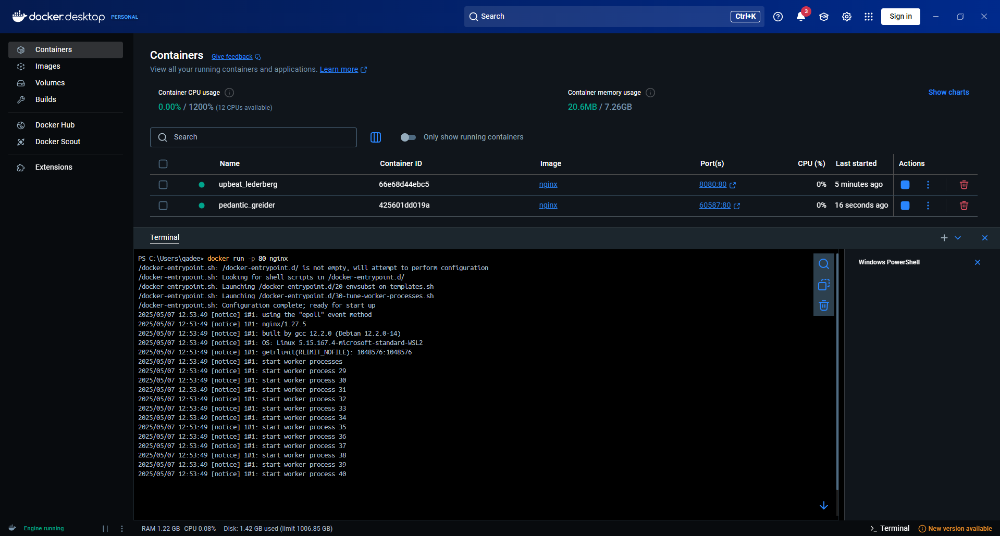 docker.desktop PERSONAL
Search Ctrl+K
3
Sign in
Containers
Images
Volumes
Builds
Docker Hub
Docker Scout
Extensions
Containers Give feedback
View all your running containers and applications. Learn more
Container CPU usage
0.00% / 1200% (12 CPUs available)
Container memory usage
20.6MB / 7.26GB
Show charts
Search
Only show running containers
Name Container ID Image Port(s) CPU (%) Last started Actions
upbeat_lederberg 66e68d44ebc5 nginx 8080:80 0% 5 minutes ago
pedantic_greider 425601dd019a nginx 60587:80 0% 16 seconds ago
Terminal
PS C:\Users\qadee> docker run -p 80 nginx
/docker-entrypoint.sh: /docker-entrypoint.d/ is not empty, will attempt to perform configuration
/docker-entrypoint.sh: Looking for shell scripts in /docker-entrypoint.d/
/docker-entrypoint.sh: Launching /docker-entrypoint.d/20-envsubst-on-templates.sh
/docker-entrypoint.sh: Launching /docker-entrypoint.d/30-tune-worker-processes.sh
/docker-entrypoint.sh: Configuration complete; ready for start up
2025/05/07 12:53:49 [notice] 1#1: using the "epoll" event method
2025/05/07 12:53:49 [notice] 1#1: nginx/1.27.5
2025/05/07 12:53:49 [notice] 1#1: built by gcc 12.2.0 (Debian 12.2.0-14)
2025/05/07 12:53:49 [notice] 1#1: OS: Linux 5.15.167.4-microsoft-standard-WSL2
2025/05/07 12:53:49 [notice] 1#1: getrlimit(RLIMIT_NOFILE): 1048576:1048576
2025/05/07 12:53:49 [notice] 1#1: start worker processes
2025/05/07 12:53:49 [notice] 1#1: start worker process 29
2025/05/07 12:53:49 [notice] 1#1: start worker process 30
2025/05/07 12:53:49 [notice] 1#1: start worker process 31
2025/05/07 12:53:49 [notice] 1#1: start worker process 32
2025/05/07 12:53:49 [notice] 1#1: start worker process 33
2025/05/07 12:53:49 [notice] 1#1: start worker process 34
2025/05/07 12:53:49 [notice] 1#1: start worker process 35
2025/05/07 12:53:49 [notice] 1#1: start worker process 36
2025/05/07 12:53:49 [notice] 1#1: start worker process 37
2025/05/07 12:53:49 [notice] 1#1: start worker process 38
2025/05/07 12:53:49 [notice] 1#1: start worker process 39
2025/05/07 12:53:49 [notice] 1#1: start worker process 40
Windows PowerShell
Engine running
RAM 1.22 GB CPU 0.08% Disk: 1.42 GB used (limit 1006.85 GB)
Terminal
New version available